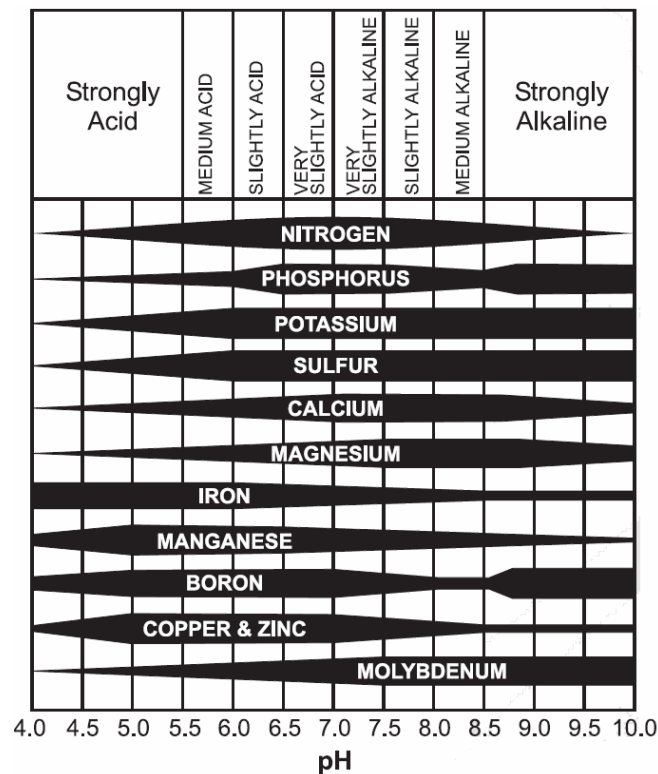 Strongly
Acid
MEDIUM ACID
SLIGHTLY ACID
VERY
SLIGHTLY ACID
VERY
SLIGHTLY ALKALINE
SLIGHTLY ALKALINE
MEDIUM ALKALINE
Strongly
Alkaline
NITROGEN
PHOSPHORUS
POTASSIUM
SULFUR
CALCIUM
MAGNESIUM
IRON
MANGANESE
BORON
COPPER & ZINC
MOLYBDENUM
4.0 4.5 5.0 5.5 6.0 6.5 7.0 7.5 8.0 8.5 9.0 9.5 10.0
pH